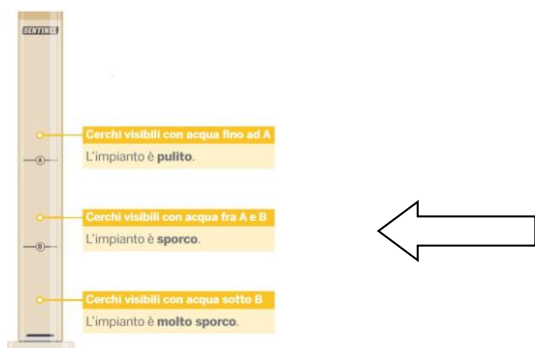 SENTINEL
Cerchi visibili con acqua fino ad A
L'impianto è pulito.
A
Cerchi visibili con acqua fra A e B
L'impianto è sporco.
B
Cerchi visibili con acqua sotto B
L'impianto è molto sporco.